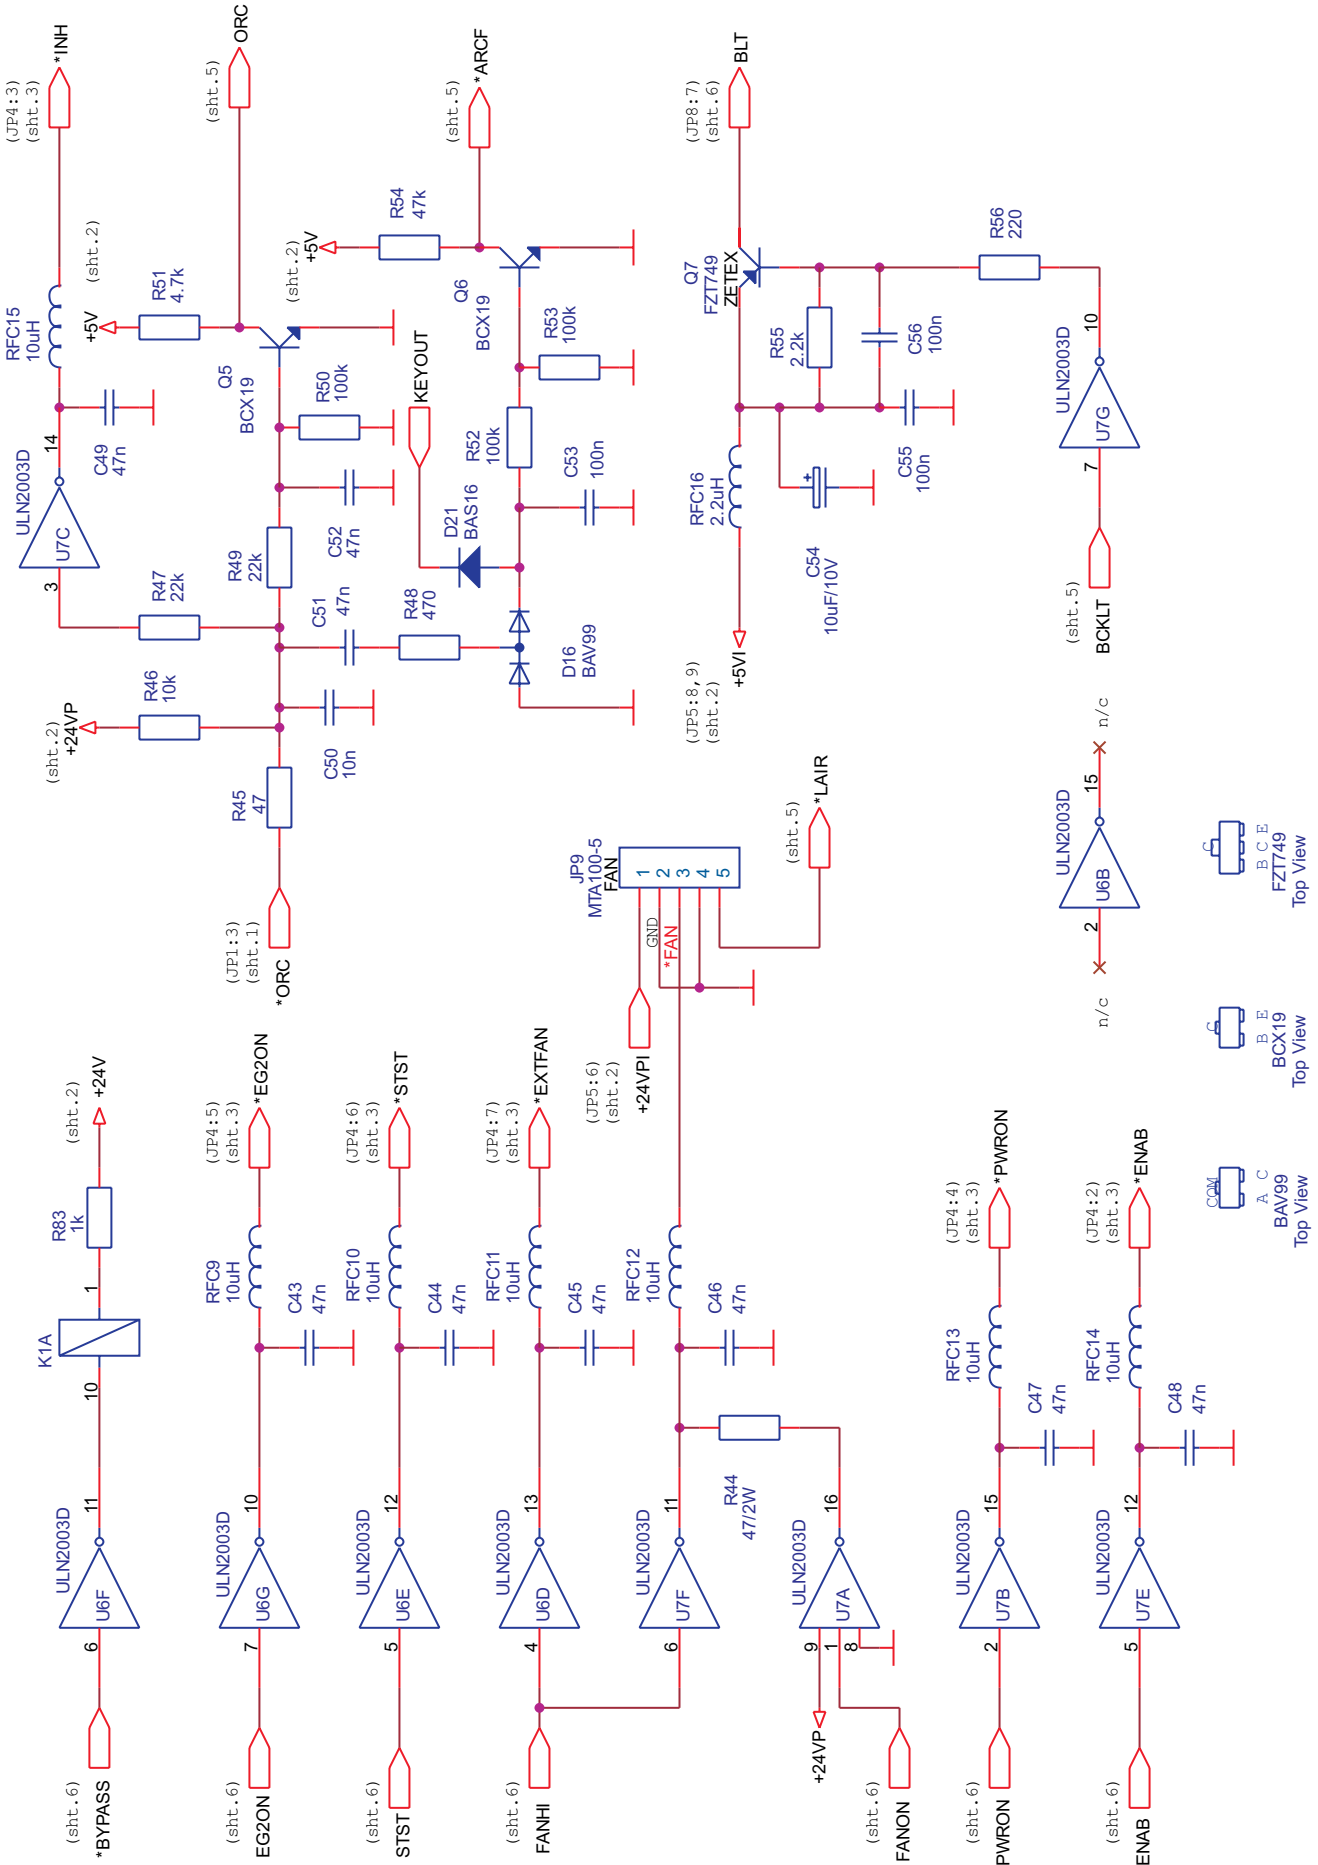 (sht.6)
*BYPASS
6
ULN2003D
U6F
11
10
K1A
1
R83
1k
(sht.2)
+24V
(sht.6)
EG2ON
7
ULN2003D
U6G
10
RFC9
10uH
C43
47n
(JP4:5)
(sht.3)
*EG2ON
(sht.6)
STST
5
ULN2003D
U6E
12
RFC10
10uH
C44
47n
(JP4:6)
(sht.3)
*STST
(sht.6)
FANHI
4
ULN2003D
U6D
13
RFC11
10uH
C45
47n
(JP4:7)
(sht.3)
*EXTFAN
6
ULN2003D
U7F
11
RFC12
10uH
C46
47n
R44
47/2W
+24VP
9
1
8
ULN2003D
U7A
16
(sht.6)
FANON
(JP5:6)
(sht.2)
+24VPI
GND
*FAN
JP9
MTA100-5
FAN
1
2
3
4
5
(sht.5)
*LAIR
(sht.6)
PWRON
2
ULN2003D
U7B
15
RFC13
10uH
C47
47n
(JP4:4)
(sht.3)
*PWRON
(sht.6)
ENAB
5
ULN2003D
U7E
12
RFC14
10uH
C48
47n
(JP4:2)
(sht.3)
*ENAB
(JP1:3)
(sht.1)
*ORC
R45
47
C50
10n
(sht.2)
+24VP
R46
10k
R47
22k
3
ULN2003D
U7C
14
C49
47n
RFC15
10uH
(JP4:3)
(sht.3)
*INH
R49
22k
C51
47n
C52
47n
R50
100k
Q5
BCX19
+5V
(sht.2)
R51
4.7k
(sht.5)
ORC
R48
470
D16
BAV99
D21
BAS16
KEYOUT
C53
100n
R52
100k
R53
100k
Q6
BCX19
(sht.2)
+5V
R54
47k
(sht.5)
*ARCF
(JP5:8,9)
(sht.2)
+5VI
RFC16
2.2uH
C54
10uF/10V
+
C55
100n
R55
2.2k
C56
100n
Q7
FZT749
ZETEX
(JP8:7)
(sht.6)
BLT
R56
220
(sht.5)
BCKLT
7
ULN2003D
U7G
10
n/c
2
ULN2003D
U6B
15
n/c
COM
A C
BAV99
Top View
C
B E
BCX19
Top View
C
B C E
FZT749
Top View